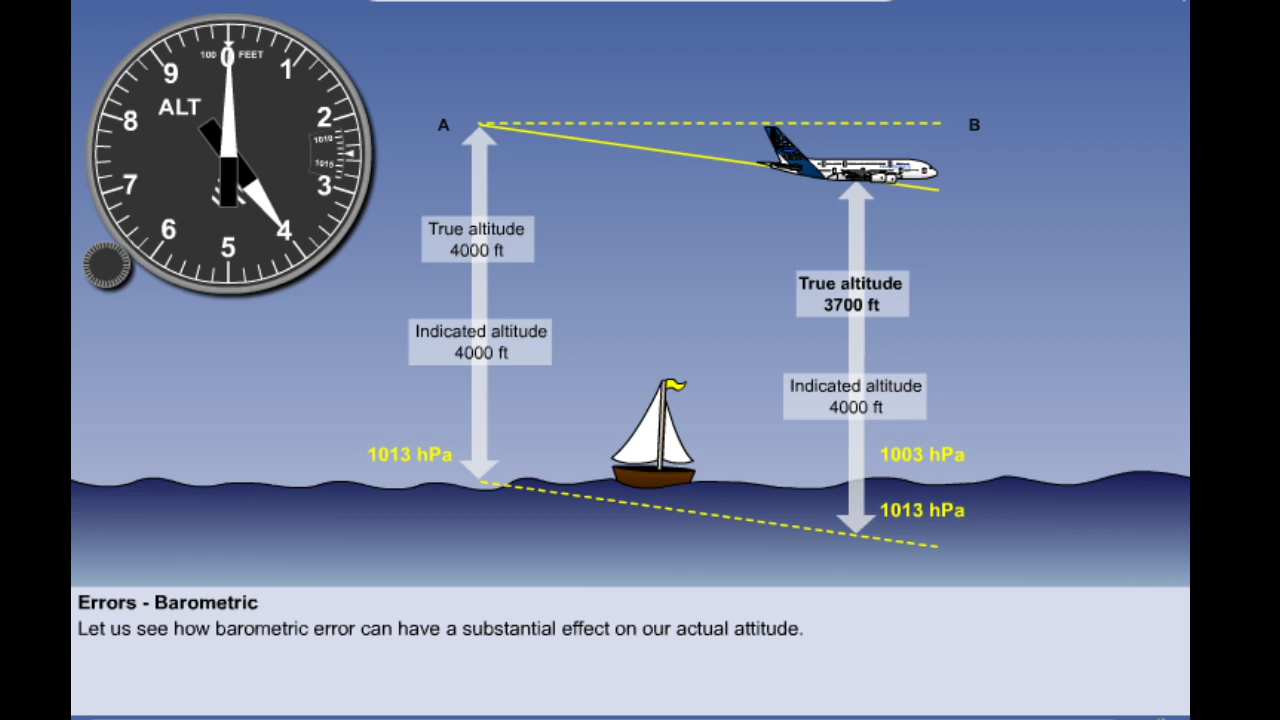 100 FEET
0
1
2
3
4
5
6
7
8
9
ALT
1010
1015
A
B
True altitude
4000 ft
Indicated altitude
4000 ft
1013 hPa
True altitude
3700 ft
Indicated altitude
4000 ft
1003 hPa
1013 hPa
Errors - Barometric
Let us see how barometric error can have a substantial effect on our actual attitude.